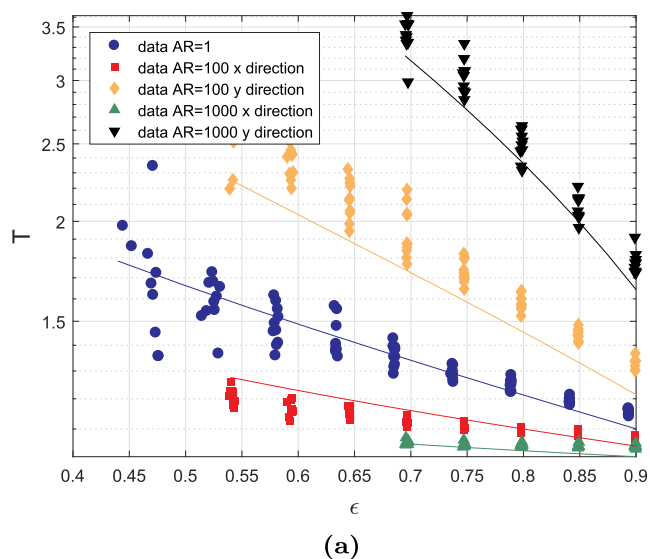 3.5
3
2.5
2
1.5
T
data AR=1
data AR=100 x direction
data AR=100 y direction
data AR=1000 x direction
data AR=1000 y direction
0.4 0.45 0.5 0.55 0.6 0.65 0.7 0.75 0.8 0.85 0.9
ϵ
(a)